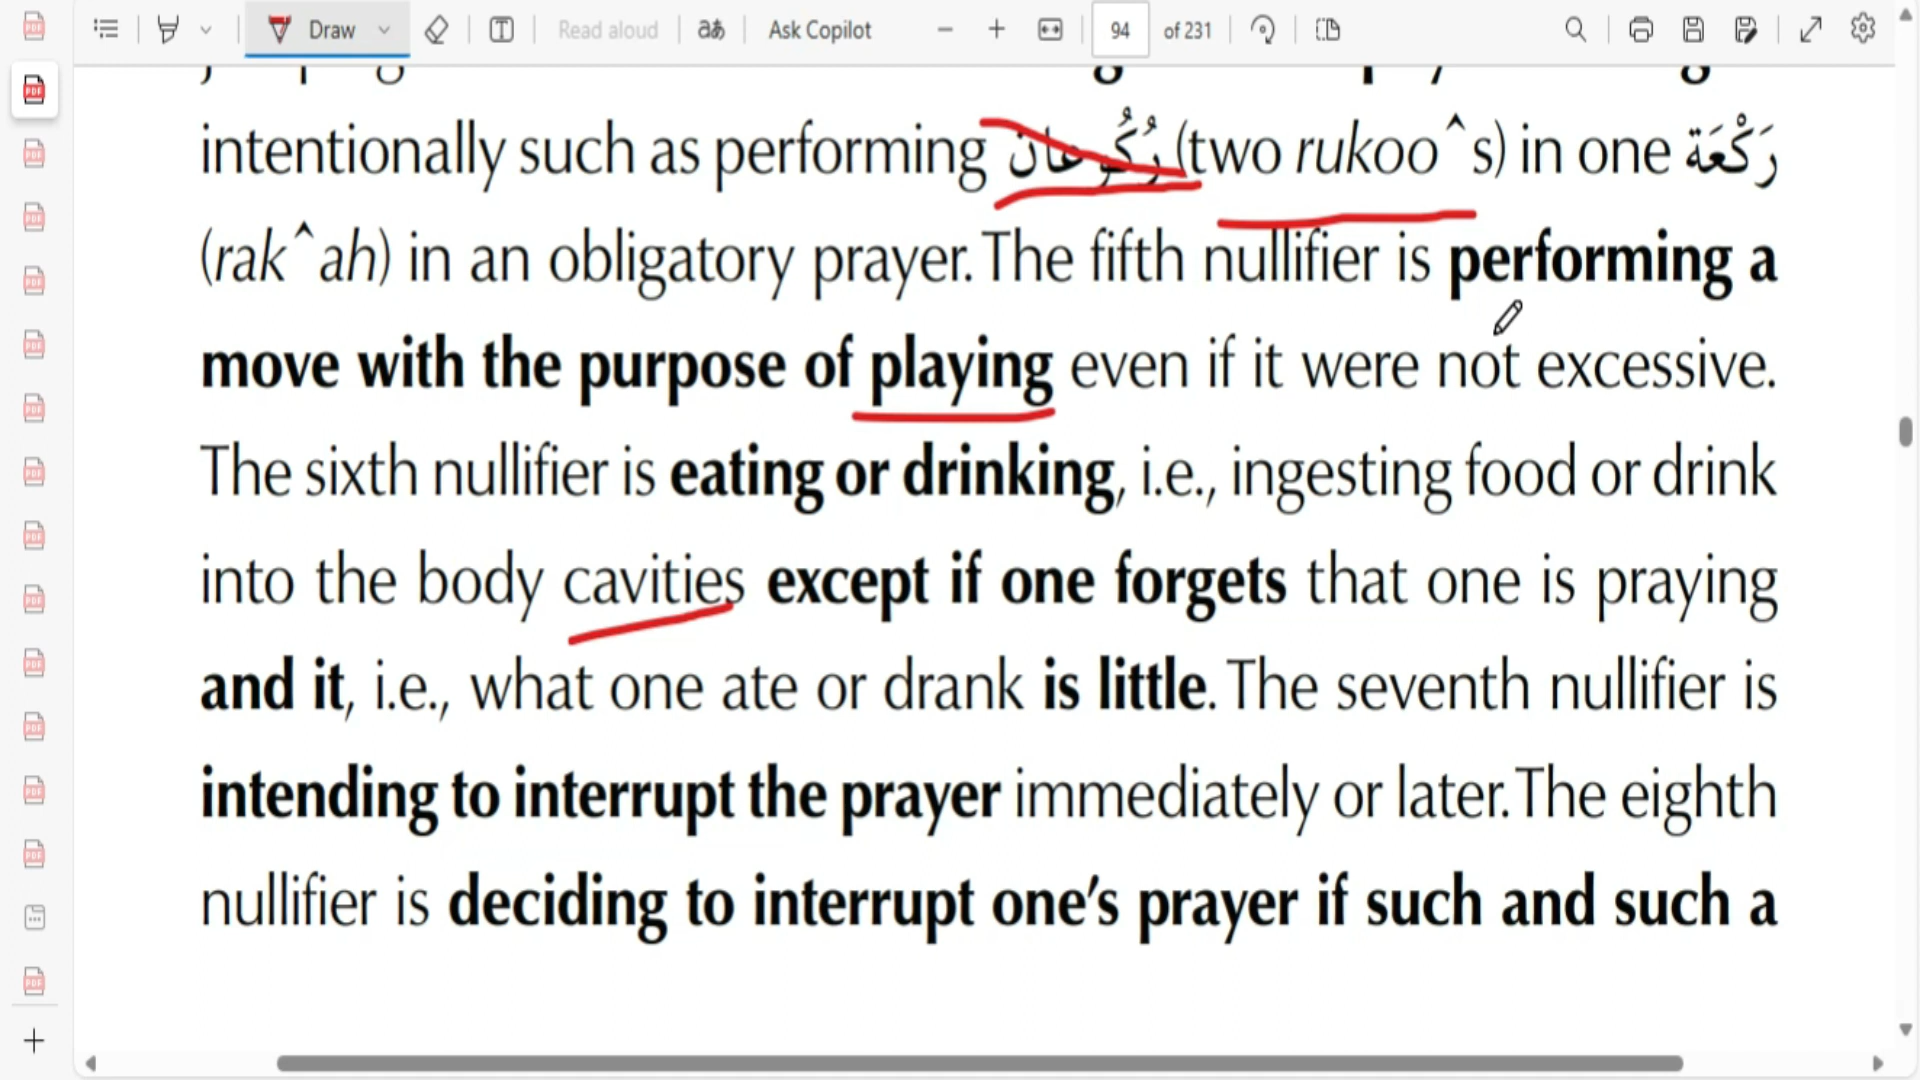 Draw
Read aloud
aあ
Ask Copilot
94 of 231
intentionally such as performing رُكُوعَانِ (two rukooˆs) in one رَكْعَة
(rakˆah) in an obligatory prayer. The fifth nullifier is performing a
move with the purpose of playing even if it were not excessive.
The sixth nullifier is eating or drinking, i.e., ingesting food or drink
into the body cavities except if one forgets that one is praying
and it, i.e., what one ate or drank is little. The seventh nullifier is
intending to interrupt the prayer immediately or later. The eighth
nullifier is deciding to interrupt one’s prayer if such and such a